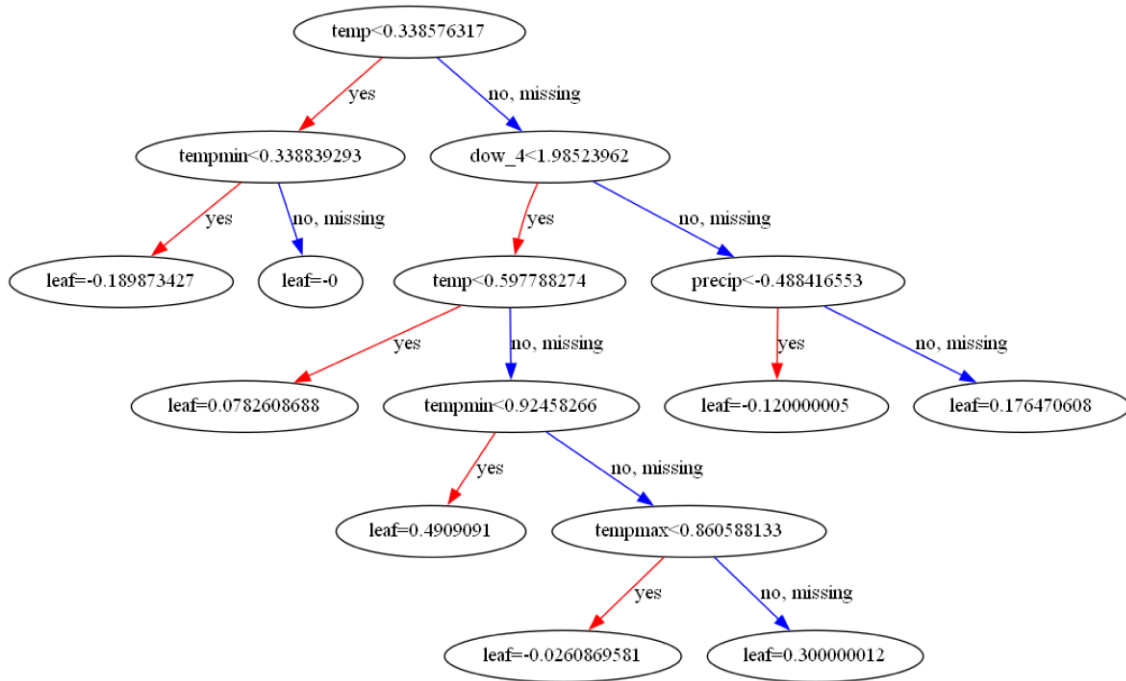 temp<0.338576317
yes
no, missing
tempmin<0.338839293
dow_4<1.98523962
yes
no, missing
yes
no, missing
leaf=-0.189873427
leaf=-0
temp<0.597788274
precip<-0.488416553
yes
no, missing
yes
no, missing
leaf=0.0782608688
tempmin<0.92458266
leaf=-0.120000005
leaf=0.176470608
yes
no, missing
leaf=0.4909091
tempmax<0.860588133
yes
no, missing
leaf=-0.0260869581
leaf=0.300000012